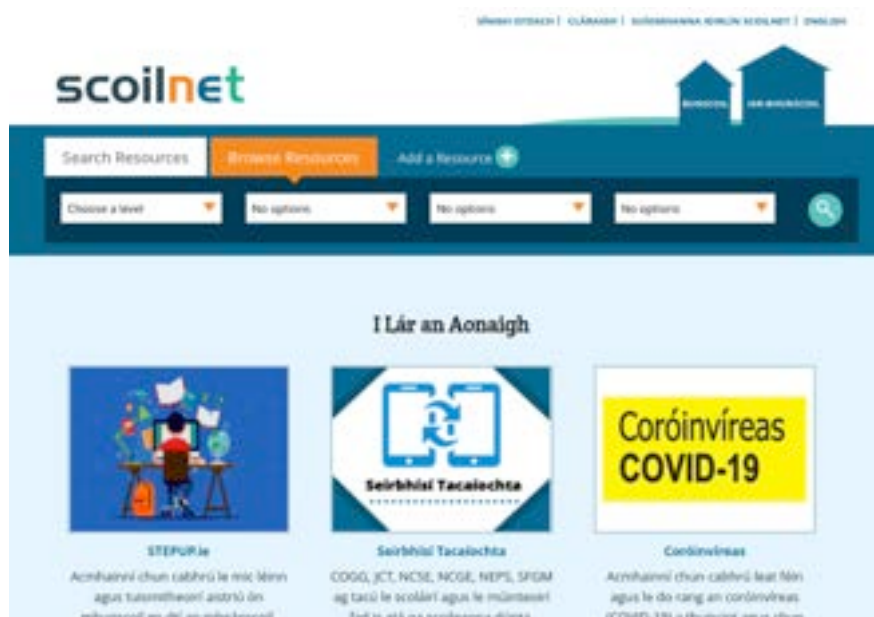 SÍNIGH ISTEACH | CLÁRAIGH | SUÍOMHANNA EILE SCOILNET | ENGLISH
scoilnet
BUNSCOIL IAR-BHUNSCOIL
Search Resources Browse Resources Add a Resource
Choose a level No options No options No options
I Lár an Aonaigh
Seirbhísí Tacaíochta
Coróinvíreas
COVID-19
STEPUP.ie Seirbhísí Tacaíochta Coróinvíreas
Acmhainní chun cabhrú le mic léinn COGG, JCT, NCSE, NCGE, NEPS, SFGM Acmhainní chun cabhrú leat féin
agus tuismitheoirí aistriú ón ag tacú le scoláirí agus le múinteoirí agus le do rang an coróinvíreas